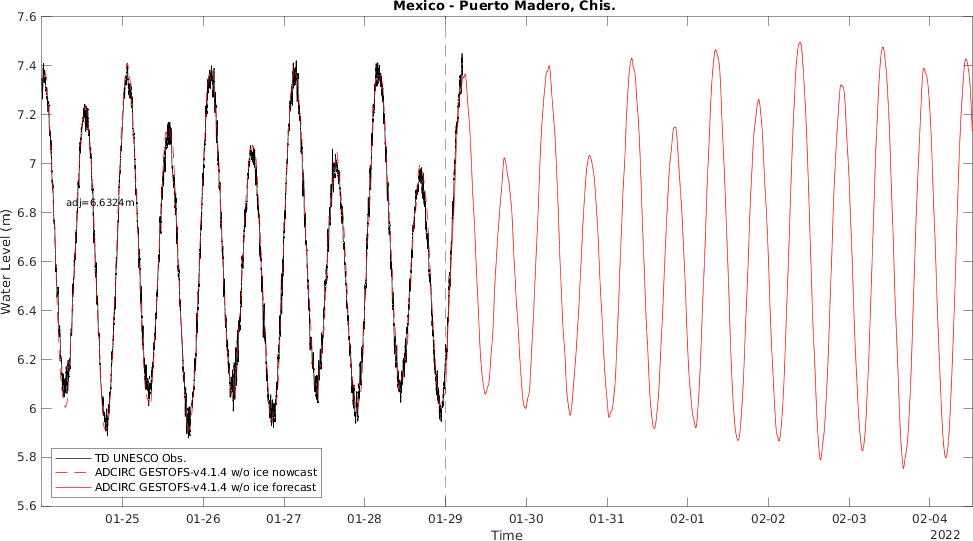 Mexico - Puerto Madero, Chis.
7.6
7.4
7.2
7
6.8
6.6
6.4
6.2
6
5.8
5.6
Water Level (m)
adj=6.6324m
TD UNESCO Obs.
ADCIRC GESTOFS-v4.1.4 w/o ice nowcast
ADCIRC GESTOFS-v4.1.4 w/o ice forecast
01-25 01-26 01-27 01-28 01-29 01-30 01-31 02-01 02-02 02-03 02-04
Time
2022